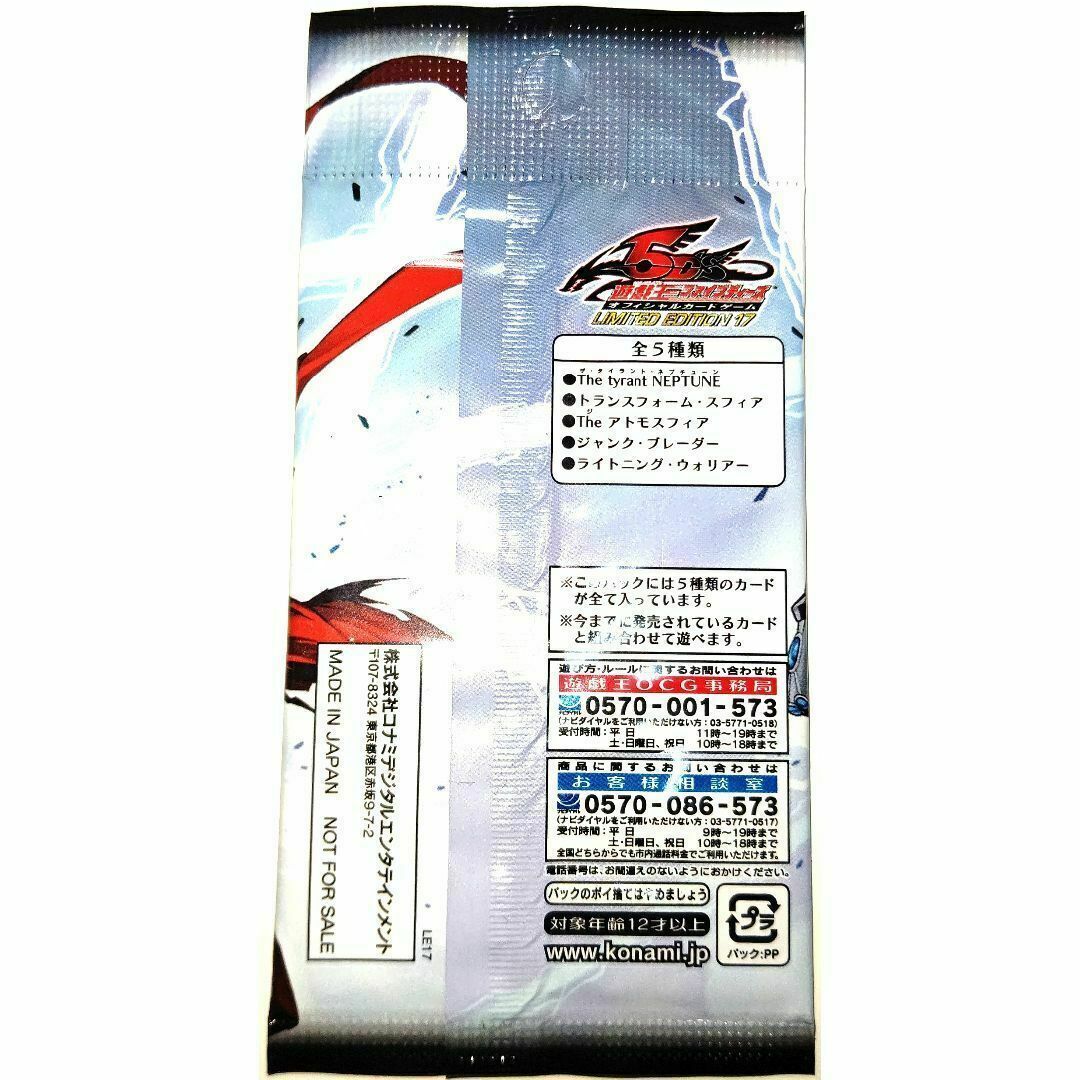 5D's
遊戯王ファイブディーズ
オフィシャルカードゲーム
LIMITED EDITION 17
全5種類
ザ・タイラント・ネプチューン
●The tyrant NEPTUNE
●トランスフォーム・スフィア
ジ
●The アトモスフィア
●ジャンク・ブレーダー
●ライトニング・ウォリアー
※このパックには5種類のカード
が全て入っています。
※今までに発売されているカード
と組み合わせて遊べます。
遊び方・ルールに関するお問い合わせは
遊戯王OCG事務局
0570-001-573
(ナビダイヤルをご利用いただけない方:03-5771-0518)
受付時間:平日 11時~19時まで
土・日曜日、祝日 10時~18時まで
商品に関するお問い合わせは
お客様相談室
0570-086-573
(ナビダイヤルをご利用いただけない方:03-5771-0517)
受付時間:平日 9時~19時まで
土・日曜日、祝日 10時~18時まで
全国どちらからでも市内通話料金でご利用いただけます。
電話番号は、お間違えのないようにおかけください。
パックのポイ捨てはやめましょう
対象年齢12才以上
www.konami.jp
プラ
パック:PP
株式会社コナミデジタルエンタテインメント
〒107-8324 東京都港区赤坂9-7-2
MADE IN JAPAN NOT FOR SALE
LE17